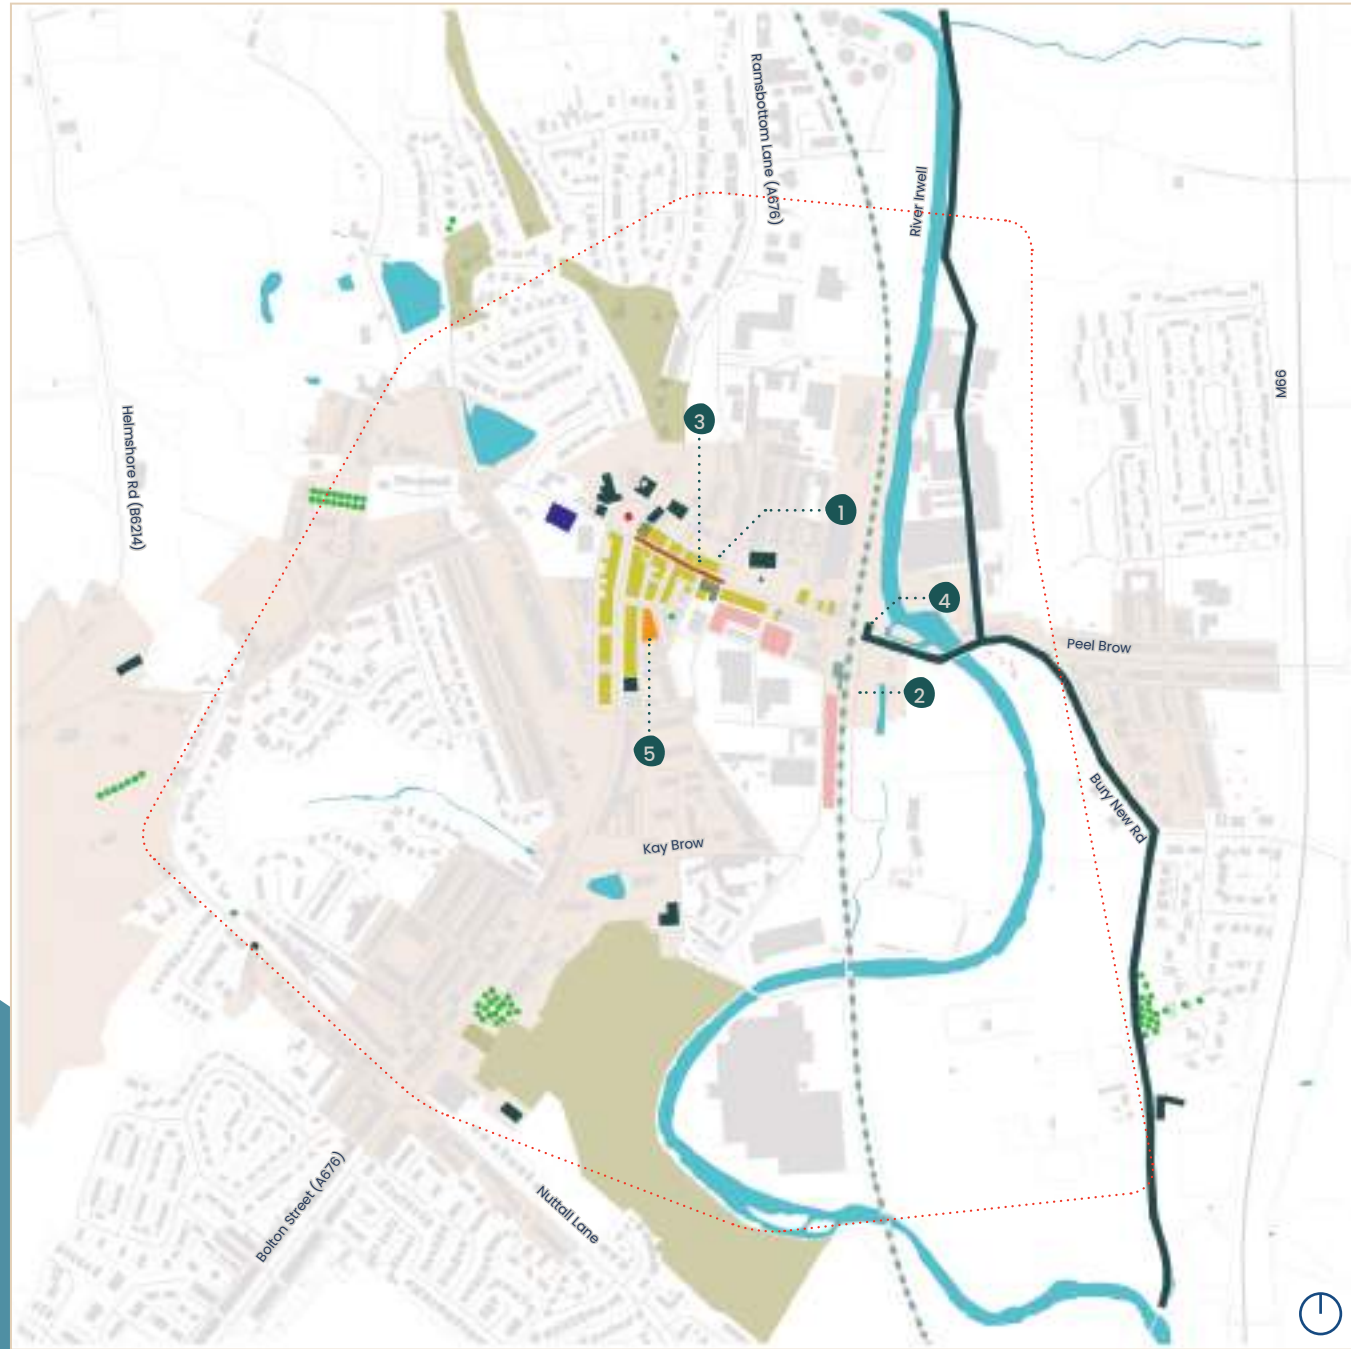 Ramsbottom Lane (A676)
River Irwell
M66
Helmshore Rd (B6214)
3
1
4
Peel Brow
2
5
Bury New Rd
Kay Brow
Bolton Street (A676)
Nuttall Lane